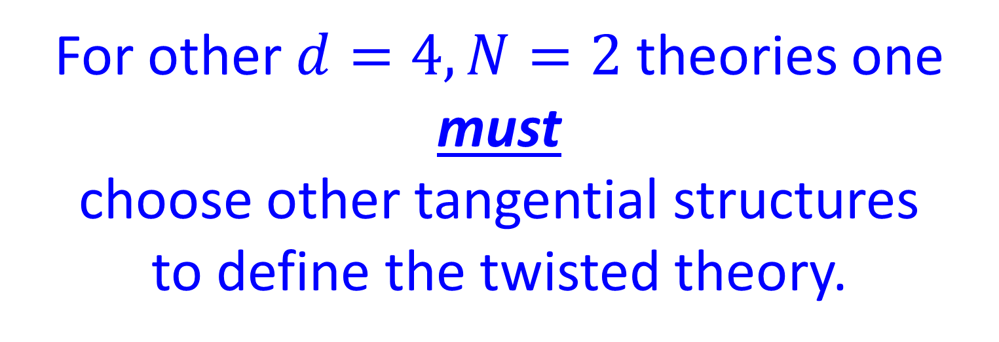 For other 𝑑 = 4, 𝑁 = 2 theories one
must
choose other tangential structures
to define the twisted theory.